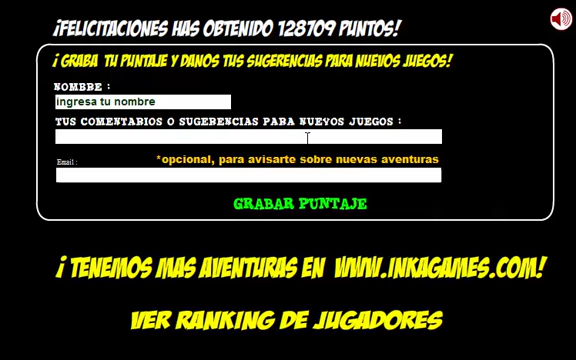 ¡FELICITACIONES HAS OBTENIDO 128709 PUNTOS!
¡ GRABA TU PUNTAJE Y DANOS TUS SUGERENCIAS PARA NUEVOS JUEGOS!
NOMBRE :
ingresa tu nombre
TUS COMENTARIOS O SUGERENCIAS PARA NUEVOS JUEGOS :
Email :
*opcional, para avisarte sobre nuevas aventuras
GRABAR PUNTAJE
¡ TENEMOS MAS AVENTURAS EN WWW.INKAGAMES.COM!
VER RANKING DE JUGADORES